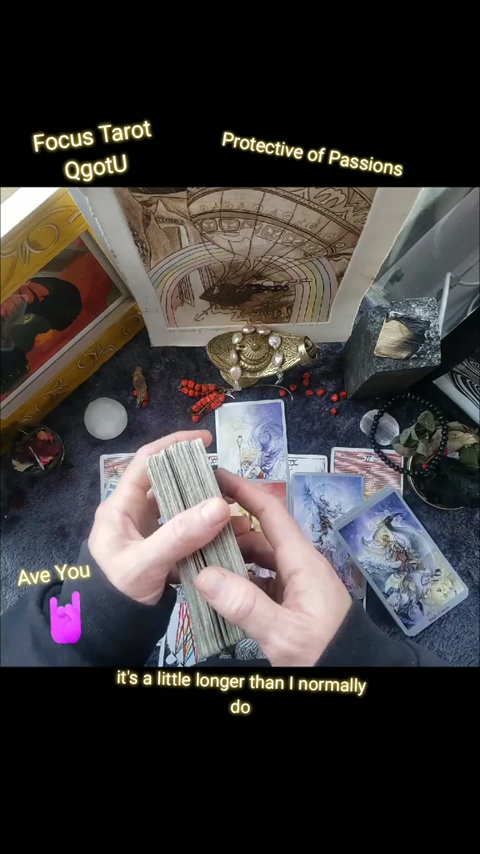 Focus Tarot
QgotU
Protective of Passions
Ave You
it's a little longer than I normally
do